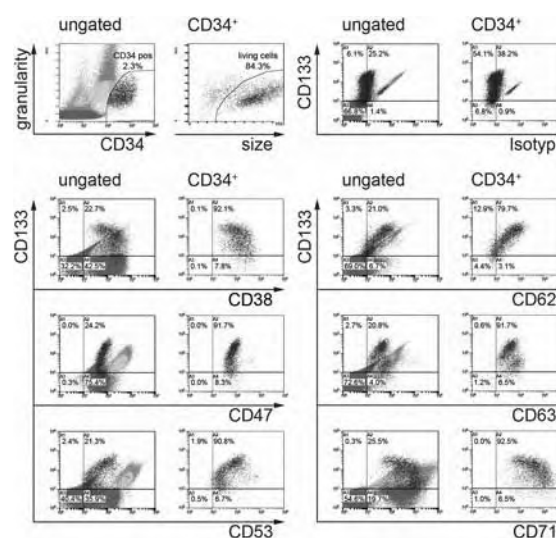 ungated CD34⁺ ungated CD34⁺
granularity
CD34 pos
2.3%
living cells
84.3%
CD133
6.1% 25.2%
1.4%
54.1% 38.2%
6.8% 0.9%
CD34 size Isotyp
ungated CD34⁺ ungated CD34⁺
CD133
2.5% 22.7%
32.2% 42.5%
0.1% 92.1%
0.1% 7.8%
CD133
3.3% 21.0%
69.0% 6.7%
12.9% 79.7%
4.4% 3.1%
CD38 CD62
0.0% 24.2%
0.3% 75.4%
0.0% 91.7%
0.0% 8.3%
2.7% 20.8%
72.6% 4.0%
0.6% 91.7%
1.2% 6.5%
CD47 CD63
2.4% 21.3%
1.9% 90.8%
0.5% 6.7%
0.3% 25.5%
0.0% 92.5%
1.0% 6.5%
CD53 CD71